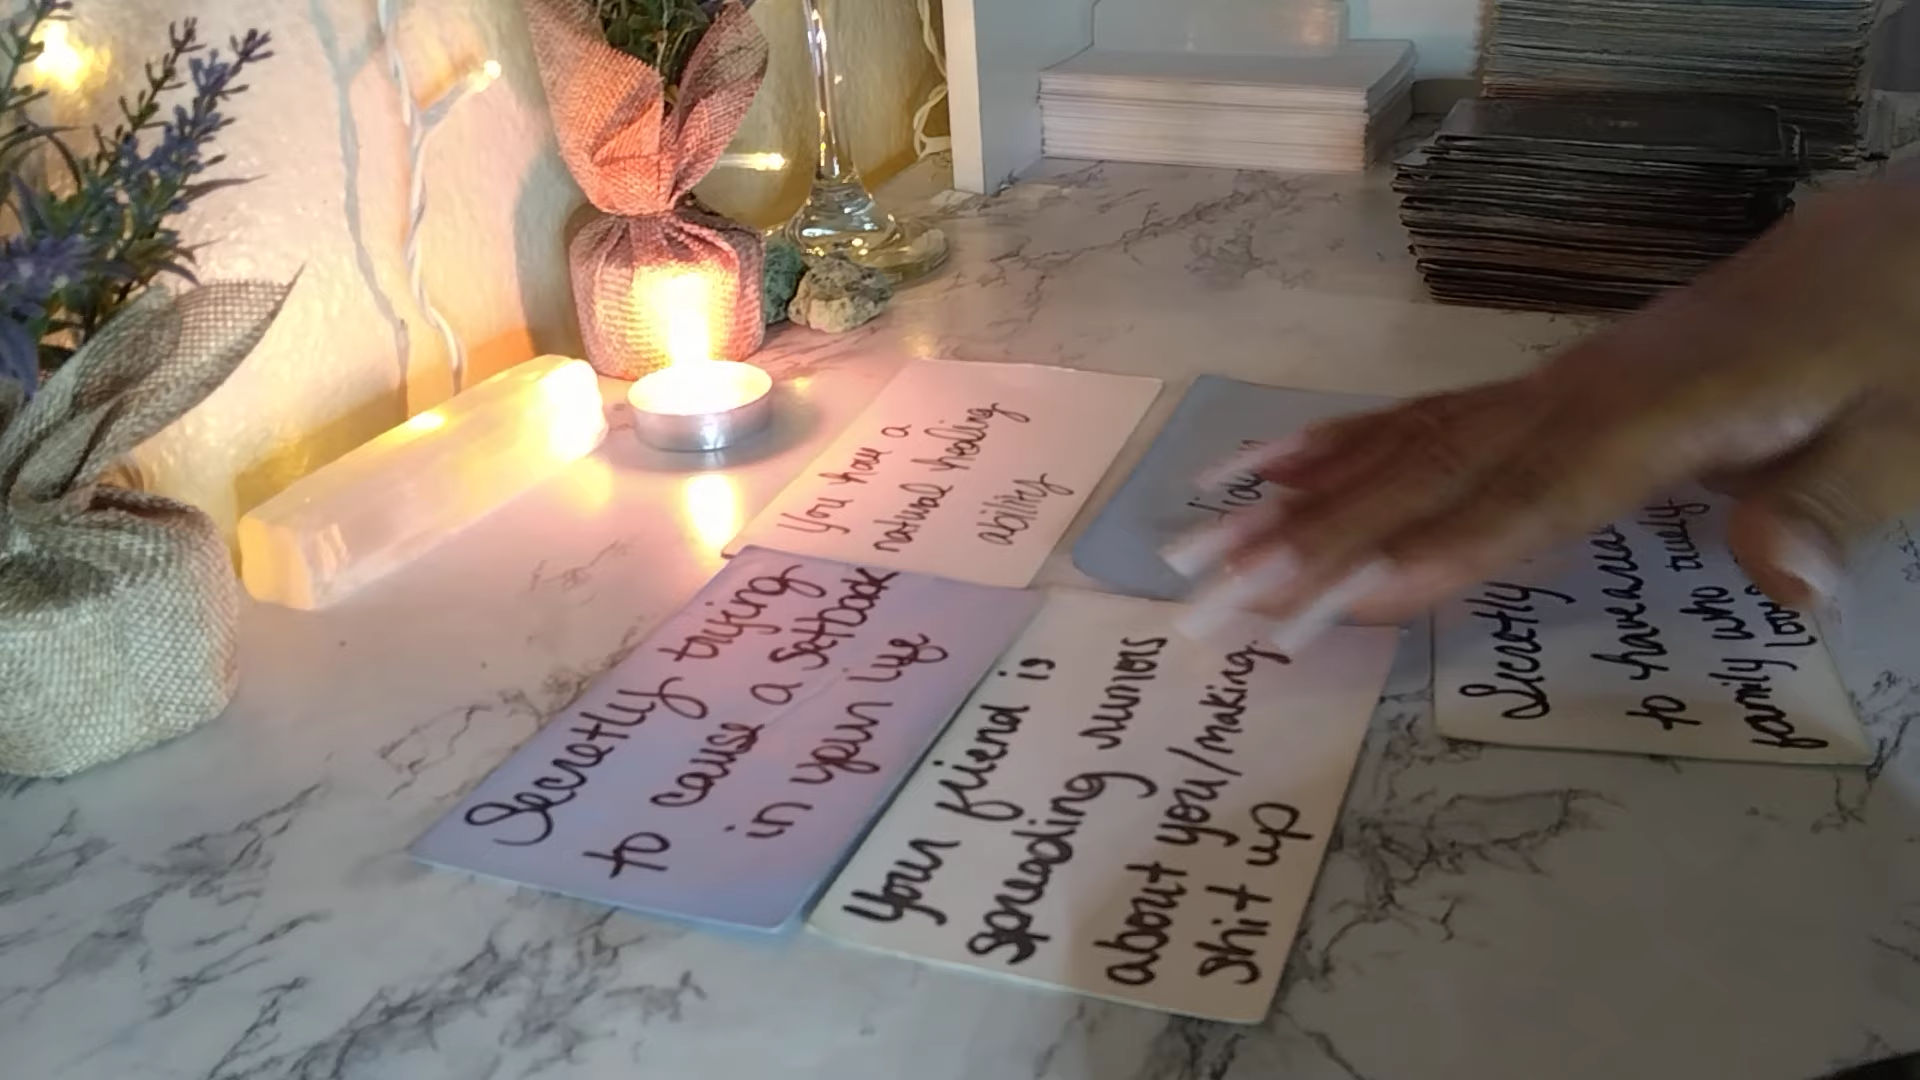 You have a
natural healing
ability
Secretly trying
to cause a Setback
in your life
Your friend is
spreading rumors
about you/making
shit up
Secretly
to have
family who truly